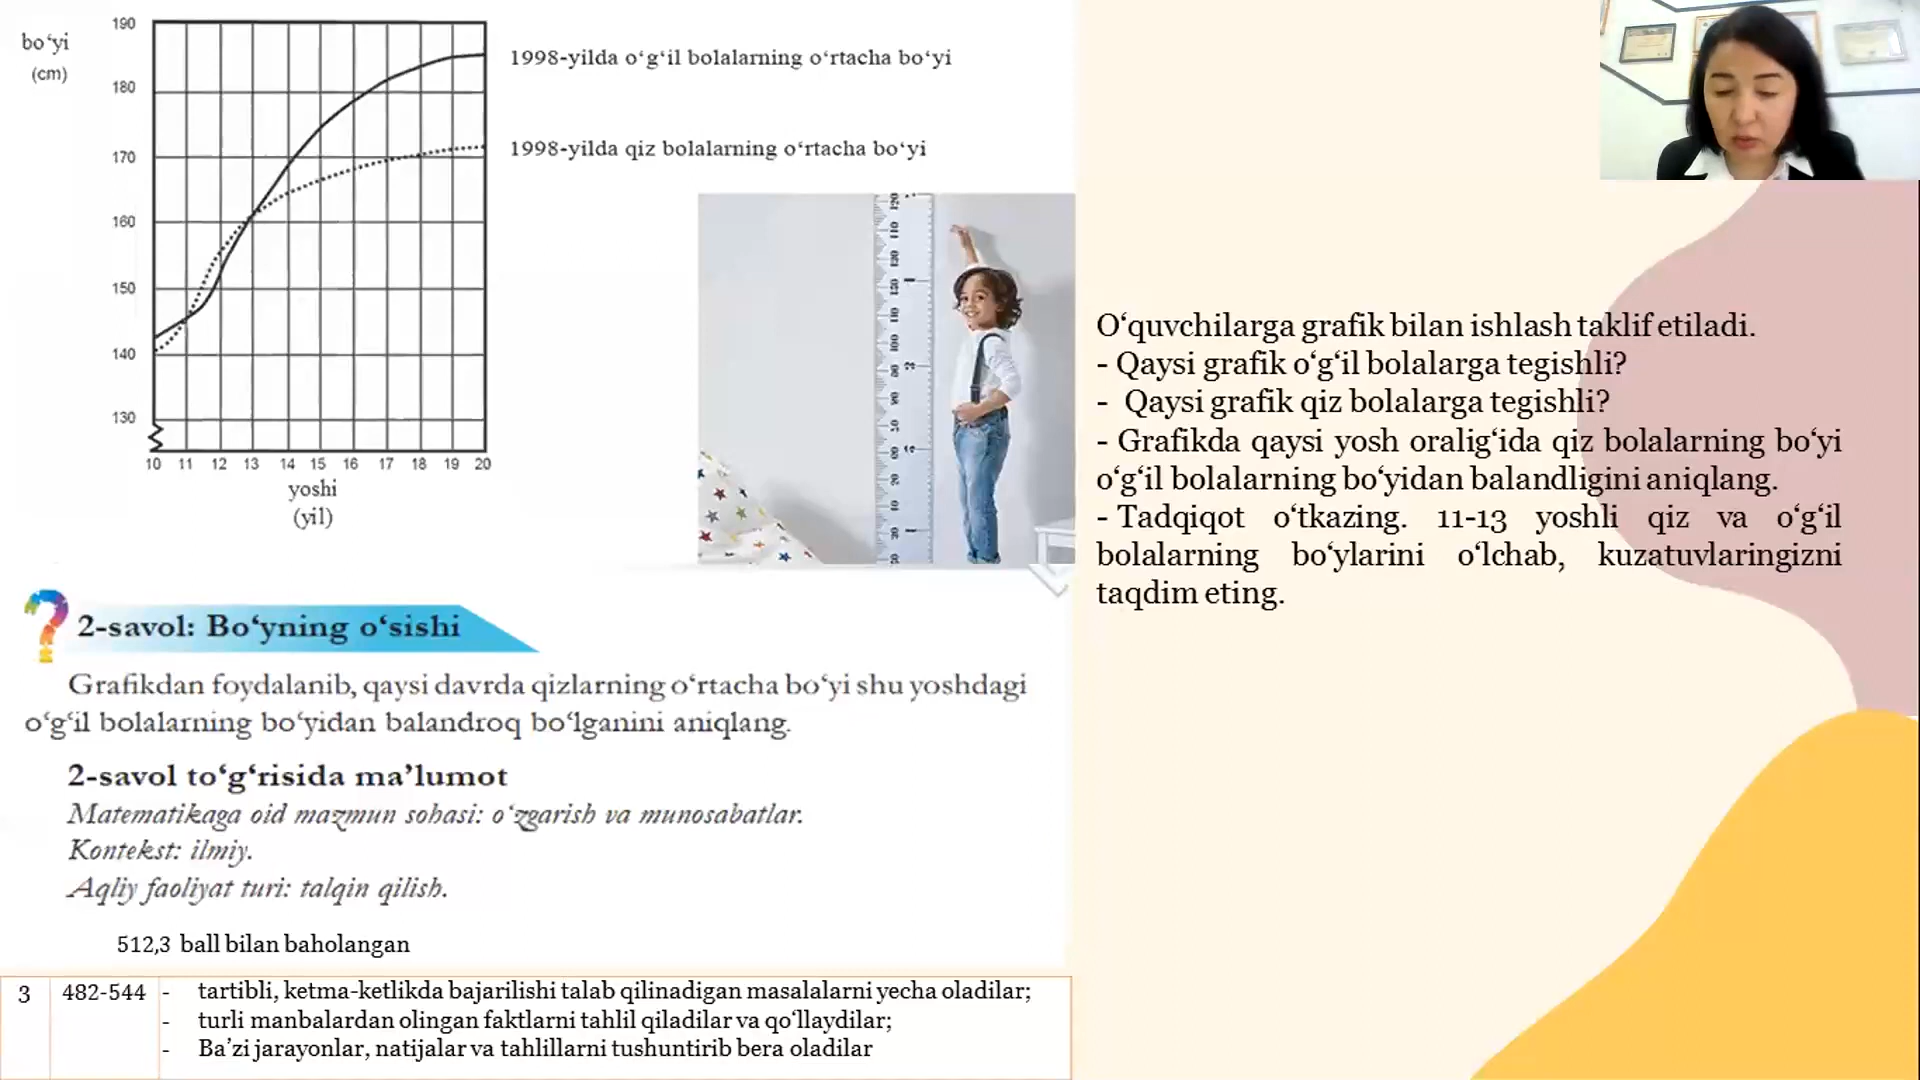 190
bo‘yi
(cm)
180
170
160
150
140
130
10 11 12 13 14 15 16 17 18 19 20
yoshi
(yil)
1998-yilda o‘g‘il bolalarning o‘rtacha bo‘yi
1998-yilda qiz bolalarning o‘rtacha bo‘yi
2-savol: Bo‘yning o‘sishi
Grafikdan foydalanib, qaysi davrda qizlarning o‘rtacha bo‘yi shu yoshdagi
o‘g‘il bolalarning bo‘yidan balandroq bo‘lganini aniqlang.
2-savol to‘g‘risida ma’lumot
Matematikaga oid mazmun sohasi: o‘zgarish va munosabatlar.
Kontekst: ilmiy.
Aqliy faoliyat turi: talqin qilish.
512,3 ball bilan baholangan
3 482-544 - tartibli, ketma-ketlikda bajarilishi talab qilinadigan masalalarni yecha oladilar;
- turli manbalardan olingan faktlarni tahlil qiladilar va qo‘llaydilar;
- Ba’zi jarayonlar, natijalar va tahlillarni tushuntirib bera oladilar
O‘quvchilarga grafik bilan ishlash taklif etiladi.
- Qaysi grafik o‘g‘il bolalarga tegishli?
- Qaysi grafik qiz bolalarga tegishli?
- Grafikda qaysi yosh oralig‘ida qiz bolalarning bo‘yi
o‘g‘il bolalarning bo‘yidan balandligini aniqlang.
- Tadqiqot o‘tkazing. 11-13 yoshli qiz va o‘g‘il
bolalarning bo‘ylarini o‘lchab, kuzatuvlaringizni
taqdim eting.